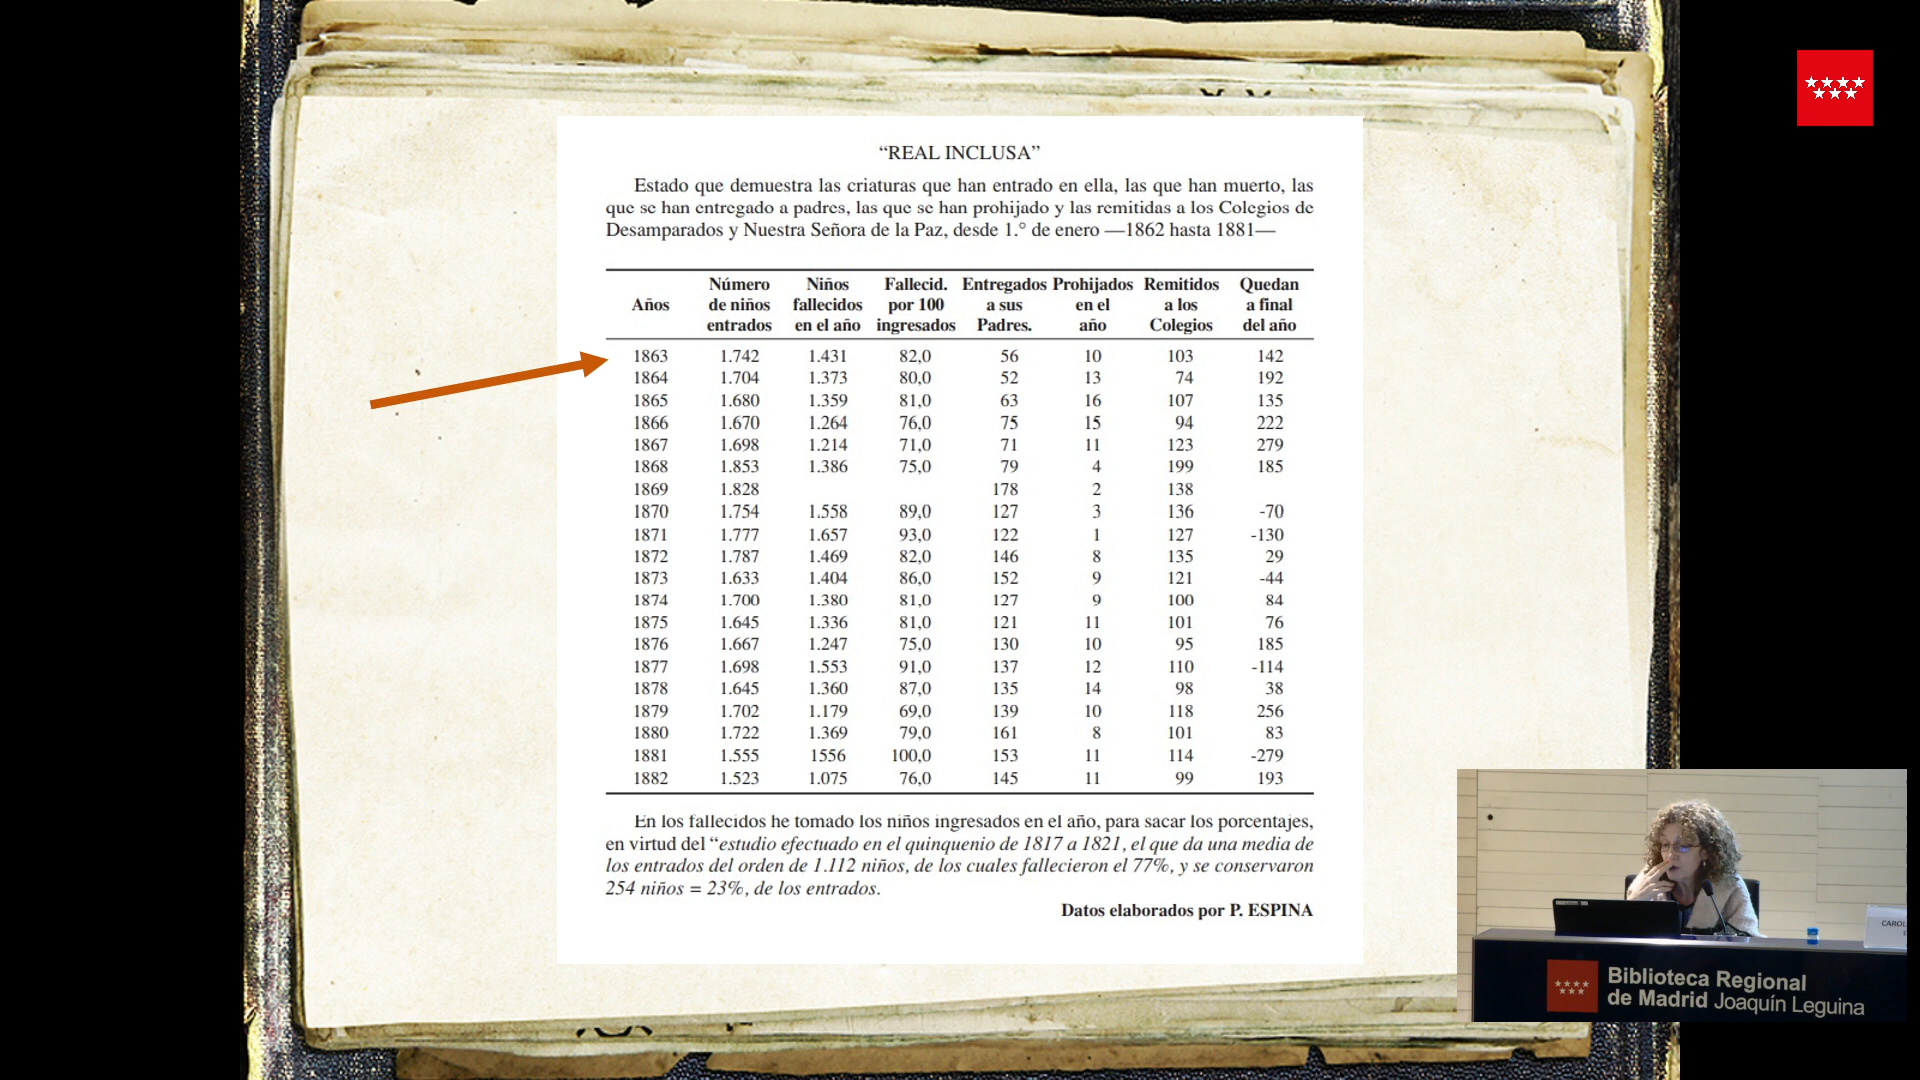 “REAL INCLUSA”
Estado que demuestra las criaturas que han entrado en ella, las que han muerto, las
que se han entregado a padres, las que se han prohijado y las remitidas a los Colegios de
Desamparados y Nuestra Señora de la Paz, desde 1.° de enero —1862 hasta 1881—
Años Número de niños entrados Niños fallecidos en el año Fallecid. por 100 ingresados Entregados a sus Padres. Prohijados en el año Remitidos a los Colegios Quedan a final del año
1863 1.742 1.431 82,0 56 10 103 142
1864 1.704 1.373 80,0 52 13 74 192
1865 1.680 1.359 81,0 63 16 107 135
1866 1.670 1.264 76,0 75 15 94 222
1867 1.698 1.214 71,0 71 11 123 279
1868 1.853 1.386 75,0 79 4 199 185
1869 1.828 178 2 138
1870 1.754 1.558 89,0 127 3 136 -70
1871 1.777 1.657 93,0 122 1 127 -130
1872 1.787 1.469 82,0 146 8 135 29
1873 1.633 1.404 86,0 152 9 121 -44
1874 1.700 1.380 81,0 127 9 100 84
1875 1.645 1.336 81,0 121 11 101 76
1876 1.667 1.247 75,0 130 10 95 185
1877 1.698 1.553 91,0 137 12 110 -114
1878 1.645 1.360 87,0 135 14 98 38
1879 1.702 1.179 69,0 139 10 118 256
1880 1.722 1.369 79,0 161 8 101 83
1881 1.555 1556 100,0 153 11 114 -279
1882 1.523 1.075 76,0 145 11 99 193
En los fallecidos he tomado los niños ingresados en el año, para sacar los porcentajes,
en virtud del “estudio efectuado en el quinquenio de 1817 a 1821, el que da una media de
los entrados del orden de 1.112 niños, de los cuales fallecieron el 77%, y se conservaron
254 niños = 23%, de los entrados.
Datos elaborados por P. ESPINA
CAROL
Biblioteca Regional
de Madrid Joaquín Leguina